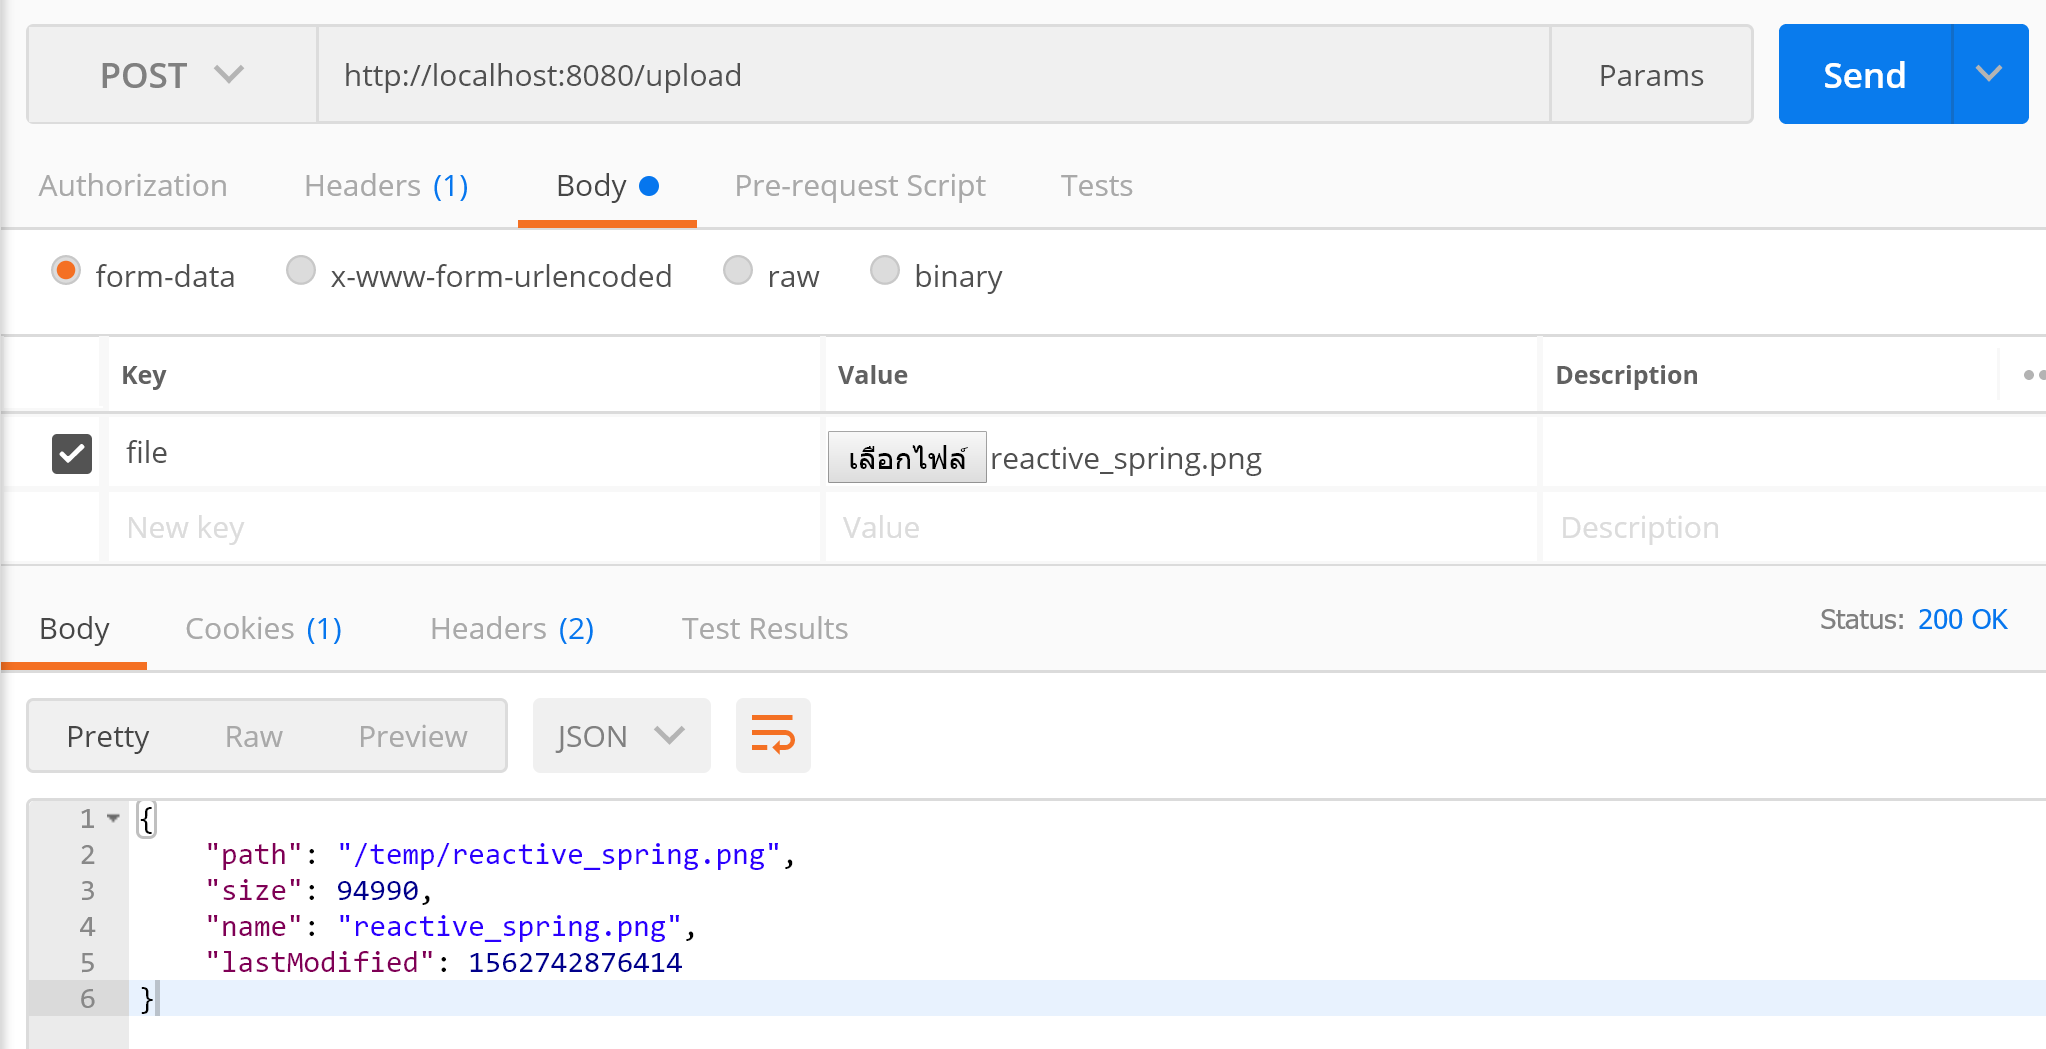 POST http://localhost:8080/upload Params Send
Authorization Headers (1) Body Pre-request Script Tests
form-data x-www-form-urlencoded raw binary
Key Value Description
file เลือกไฟล์ reactive_spring.png
New key Value Description
Body Cookies (1) Headers (2) Test Results Status: 200 OK
Pretty Raw Preview JSON
1 {
2 "path": "/temp/reactive_spring.png",
3 "size": 94990,
4 "name": "reactive_spring.png",
5 "lastModified": 1562742876414
6 }